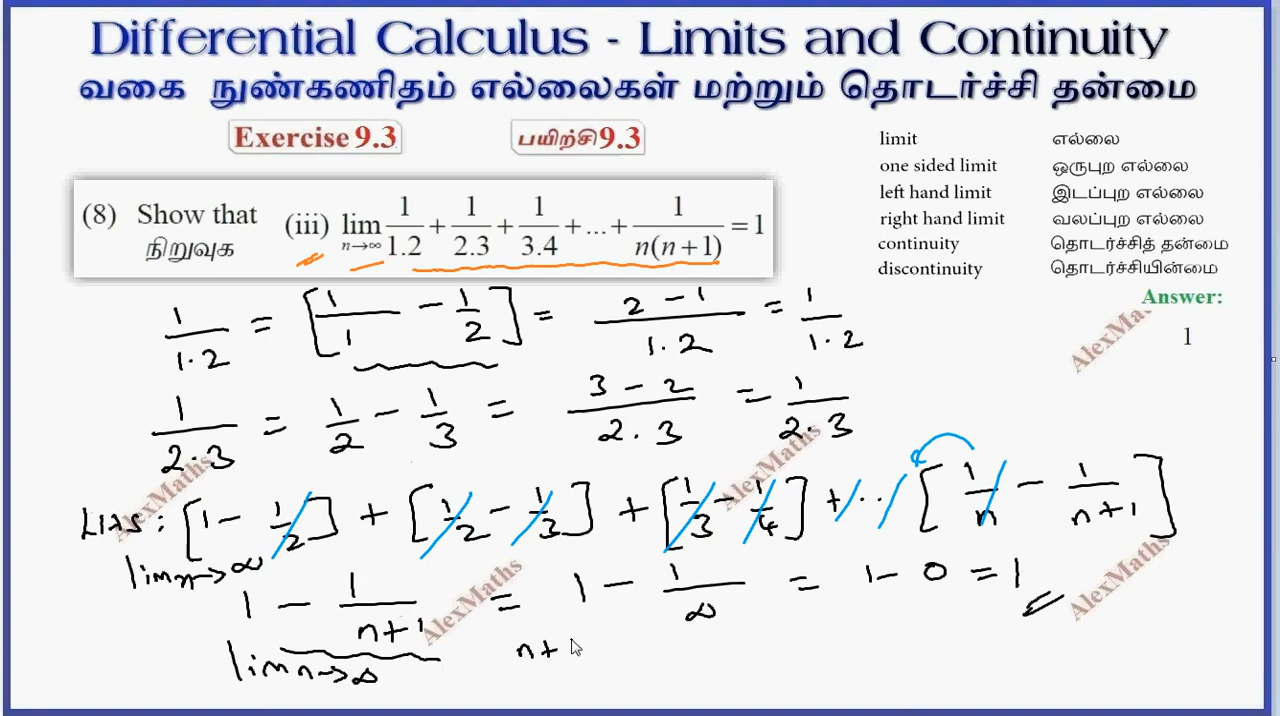 Differential Calculus - Limits and Continuity
வகை நுண்கணிதம் எல்லைகள் மற்றும் தொடர்ச்சி தன்மை
Exercise 9.3
பயிற்சி 9.3
limit எல்லை
one sided limit ஒருபுற எல்லை
left hand limit இடப்புற எல்லை
right hand limit வலப்புற எல்லை
continuity தொடர்ச்சித் தன்மை
discontinuity தொடர்ச்சியின்மை
(8) Show that (iii) lim n→∞ 1/1.2 + 1/2.3 + 1/3.4 + ... + 1/n(n+1) = 1
நிறுவுக
Answer:
1
1/1·2 = [1/1 − 1/2] = 2−1/1·2 = 1/1·2
1/2·3 = 1/2 − 1/3 = 3−2/2·3 = 1/2·3
LHS: [1 − 1/2] + [1/2 − 1/3] + [1/3 − 1/4] + ·· [1/n − 1/n+1]
lim n→∞
1 − 1/n+1 = 1 − 1/∞ = 1 − 0 = 1
lim n→∞ n+
AlexMaths
AlexMaths
AlexMaths
AlexMaths
AlexMaths